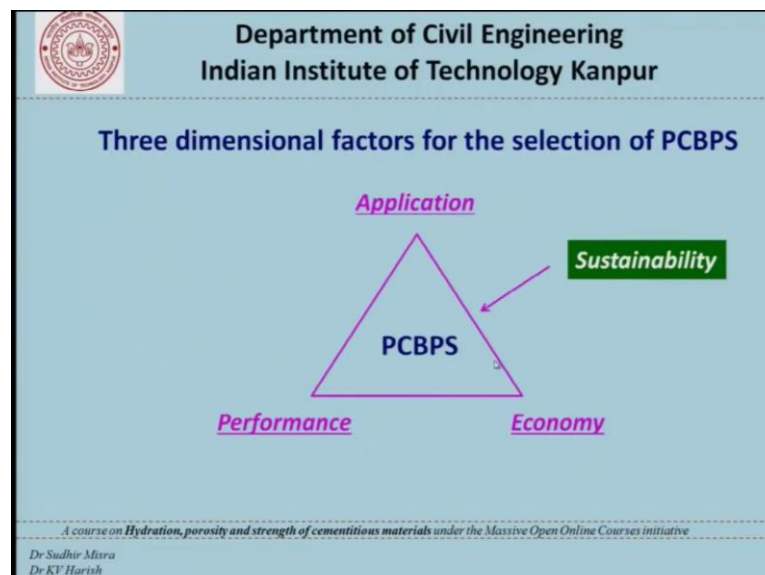 Department of Civil Engineering
Indian Institute of Technology Kanpur
Three dimensional factors for the selection of PCBPS
Application
Sustainability
PCBPS
Performance
Economy
A course on Hydration, porosity and strength of cementitious materials under the Massive Open Online Courses initiative
Dr Sudhir Misra
Dr KV Harish